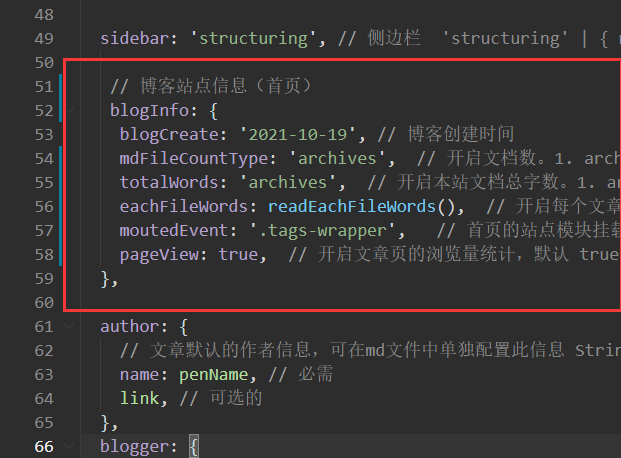 48
49 sidebar: 'structuring', // 侧边栏 'structuring' | {
50
51 // 博客站点信息（首页）
52 blogInfo: {
53 blogCreate: '2021-10-19', // 博客创建时间
54 mdFileCountType: 'archives', // 开启文档数。1. arch
55 totalWords: 'archives', // 开启本站文档总字数。1. ar
56 eachFileWords: readEachFileWords(), // 开启每个文章
57 moutedEvent: '.tags-wrapper', // 首页的站点模块挂载
58 pageView: true, // 开启文章页的浏览量统计，默认 true
59 },
60
61 author: {
62 // 文章默认的作者信息，可在md文件中单独配置此信息 Strin
63 name: penName, // 必需
64 link, // 可选的
65 },
66 blogger: {